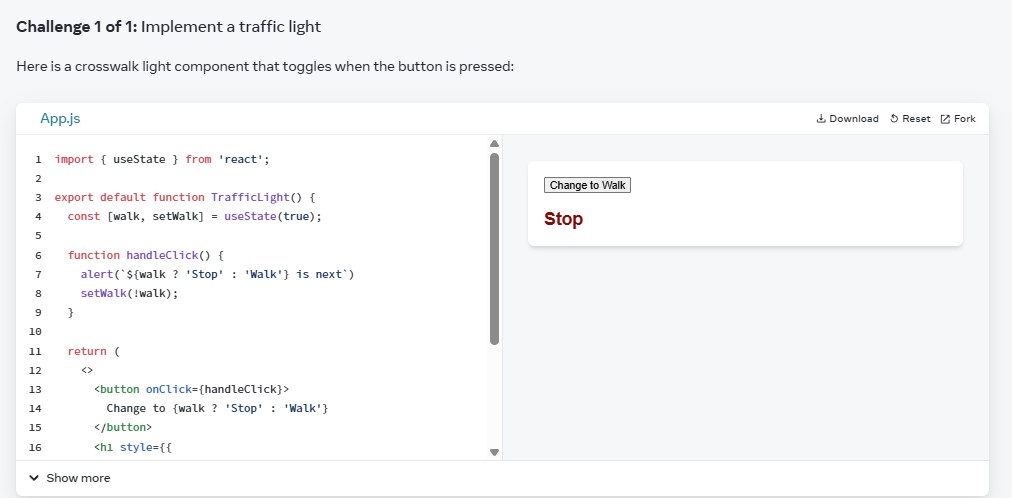 Challenge 1 of 1: Implement a traffic light
Here is a crosswalk light component that toggles when the button is pressed:
App.js
Download Reset Fork
1 import { useState } from 'react';
2
3 export default function TrafficLight() {
4   const [walk, setWalk] = useState(true);
5
6   function handleClick() {
7     alert(`${walk ? 'Stop' : 'Walk'} is next`)
8     setWalk(!walk);
9   }
10
11   return (
12     <>
13       <button onClick={handleClick}>
14         Change to {walk ? 'Stop' : 'Walk'}
15       </button>
16       <h1 style={{
Change to Walk
Stop
Show more